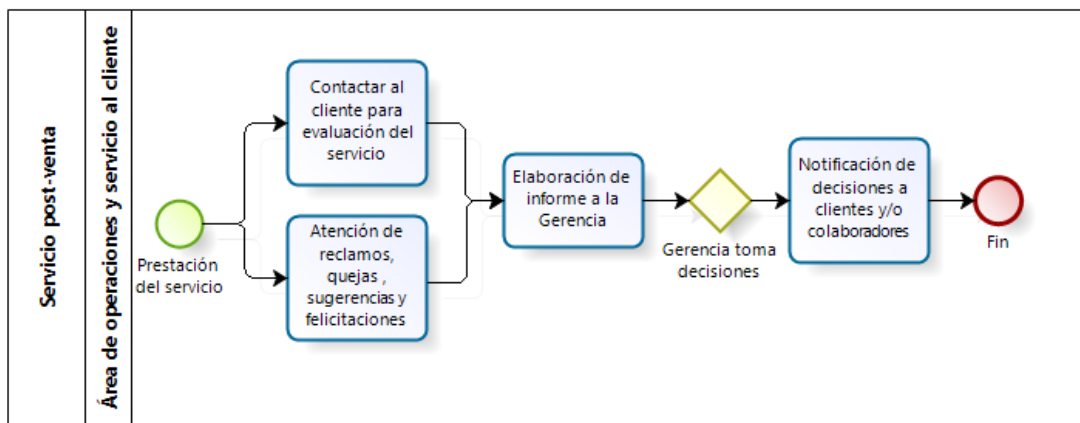 Servicio post-venta
Área de operaciones y servicio al cliente
Prestación
del servicio
Contactar al
cliente para
evaluación del
servicio
Atención de
reclamos,
quejas ,
sugerencias y
felicitaciones
Elaboración de
informe a la
Gerencia
Gerencia toma
decisiones
Notificación de
decisiones a
clientes y/o
colaboradores
Fin